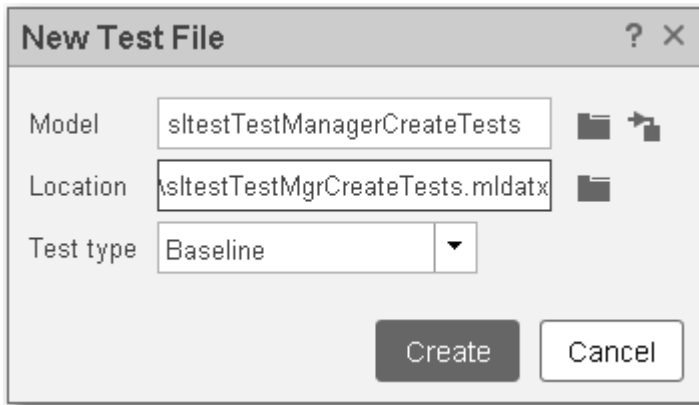 New Test File ? ×
Model sltestTestManagerCreateTests
Location \sltestTestMgrCreateTests.mldatx
Test type Baseline
Create Cancel